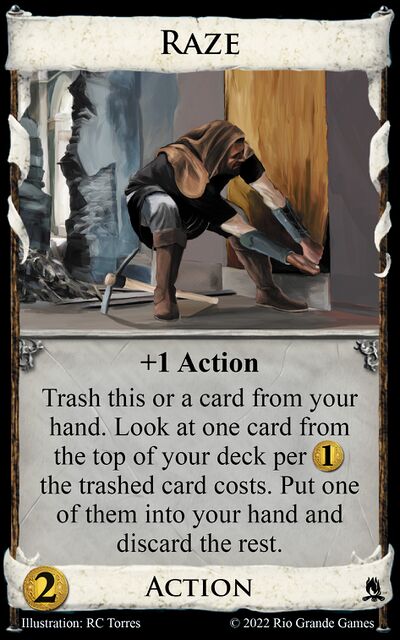 RAZE
+1 Action
Trash this or a card from your
hand. Look at one card from
the top of your deck per 1
the trashed card costs. Put one
of them into your hand and
discard the rest.
2
ACTION
Illustration: RC Torres
© 2022 Rio Grande Games